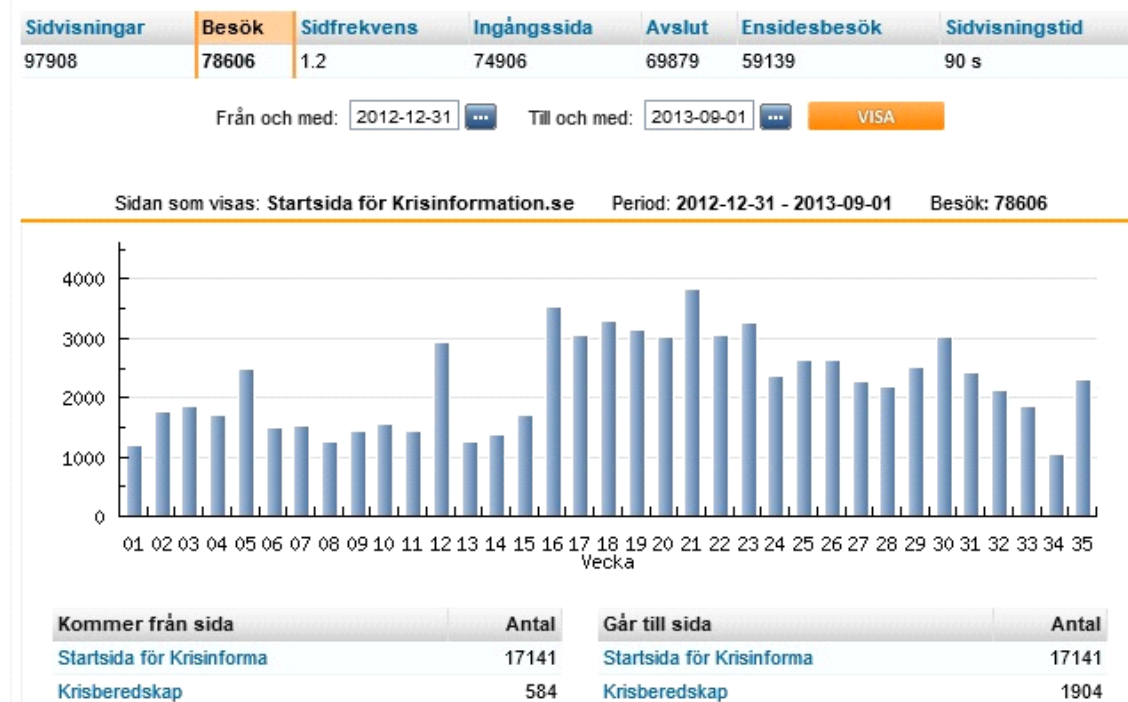 Sidvisningar Besök Sidfrekvens Ingångssida Avslut Ensidesbesök Sidvisningstid
97908 78606 1.2 74906 69879 59139 90 s
Från och med: 2012-12-31 ... Till och med: 2013-09-01 ... VISA
Sidan som visas: Startsida för Krisinformation.se Period: 2012-12-31 - 2013-09-01 Besök: 78606
4000
3000
2000
1000
0
01 02 03 04 05 06 07 08 09 10 11 12 13 14 15 16 17 18 19 20 21 22 23 24 25 26 27 28 29 30 31 32 33 34 35
Vecka
Kommer från sida Antal Går till sida Antal
Startsida för Krisinforma 17141 Startsida för Krisinforma 17141
Krisberedskap 584 Krisberedskap 1904